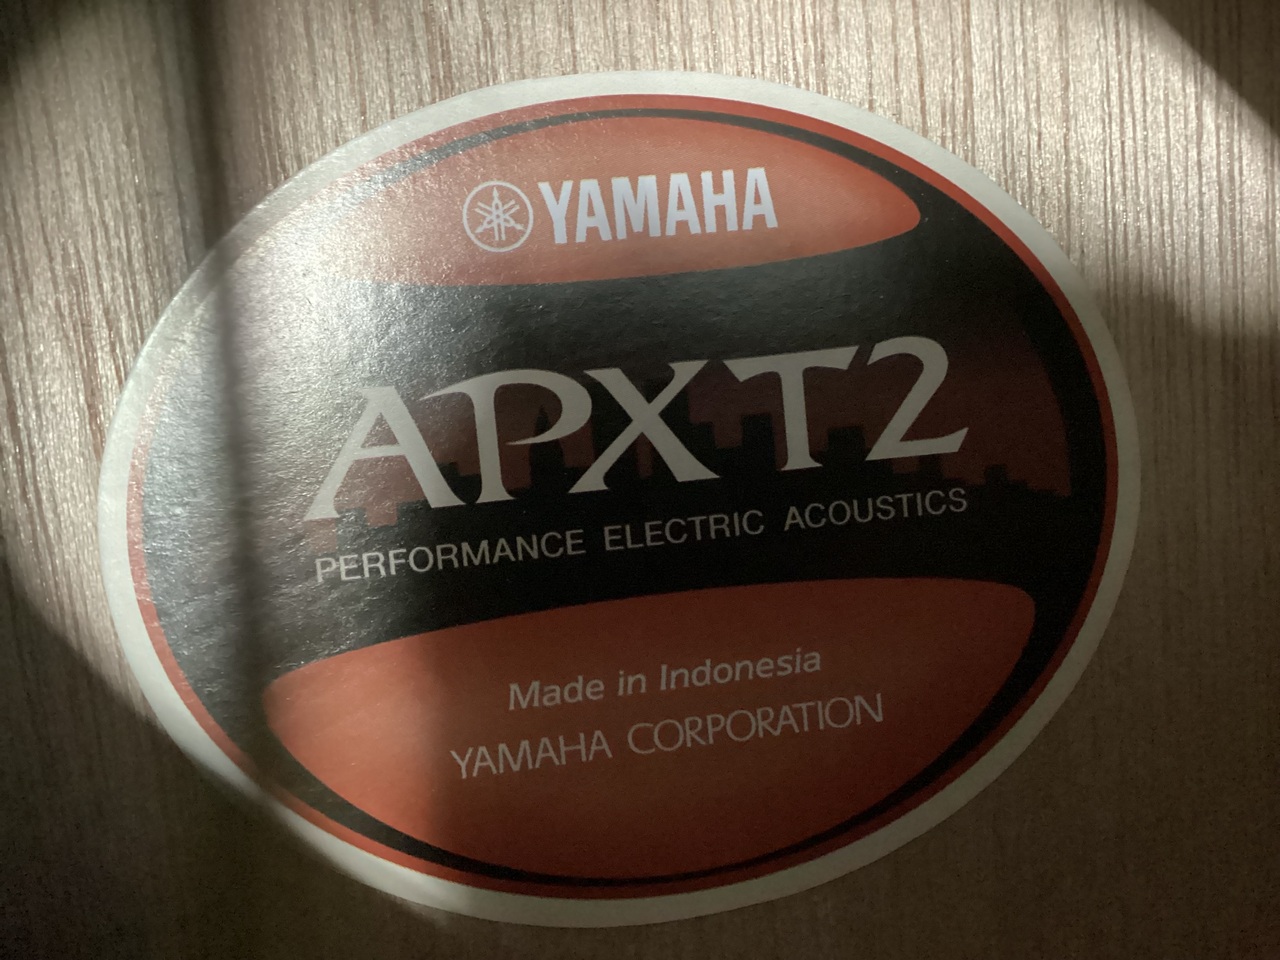 YAMAHA
APXT2
PERFORMANCE ELECTRIC ACOUSTICS
Made in Indonesia
YAMAHA CORPORATION